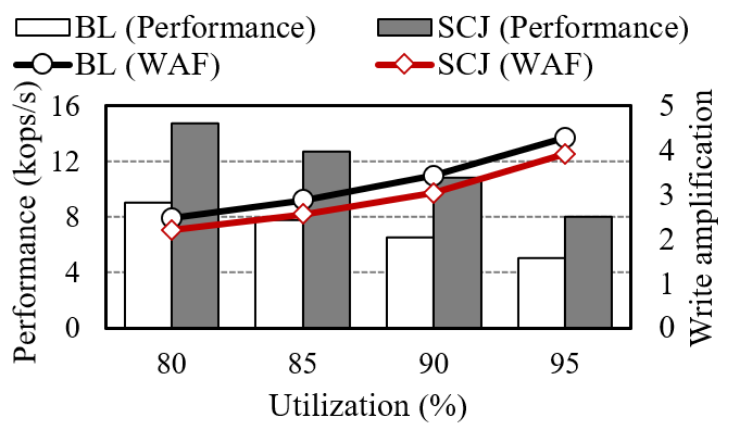 BL (Performance) SCJ (Performance)
BL (WAF) SCJ (WAF)
Performance (kops/s)
16
12
8
4
0
5
4
3
2
1
0
Write amplification
80 85 90 95
Utilization (%)